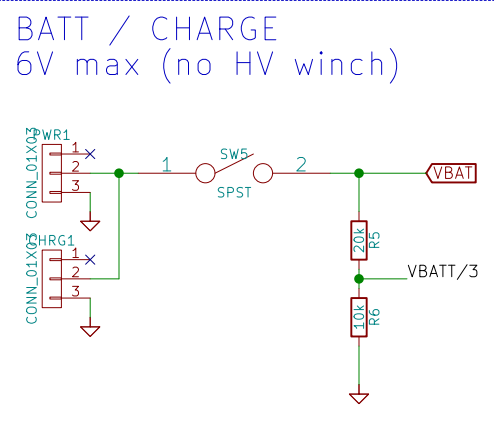 BATT / CHARGE
6V max (no HV winch)
PWR1
CONN_01X03
1
2
3
1
SW5
2
SPST
VBAT
20k
R5
CHRG1
CONN_01X03
1
2
3
VBATT/3
10k
R6